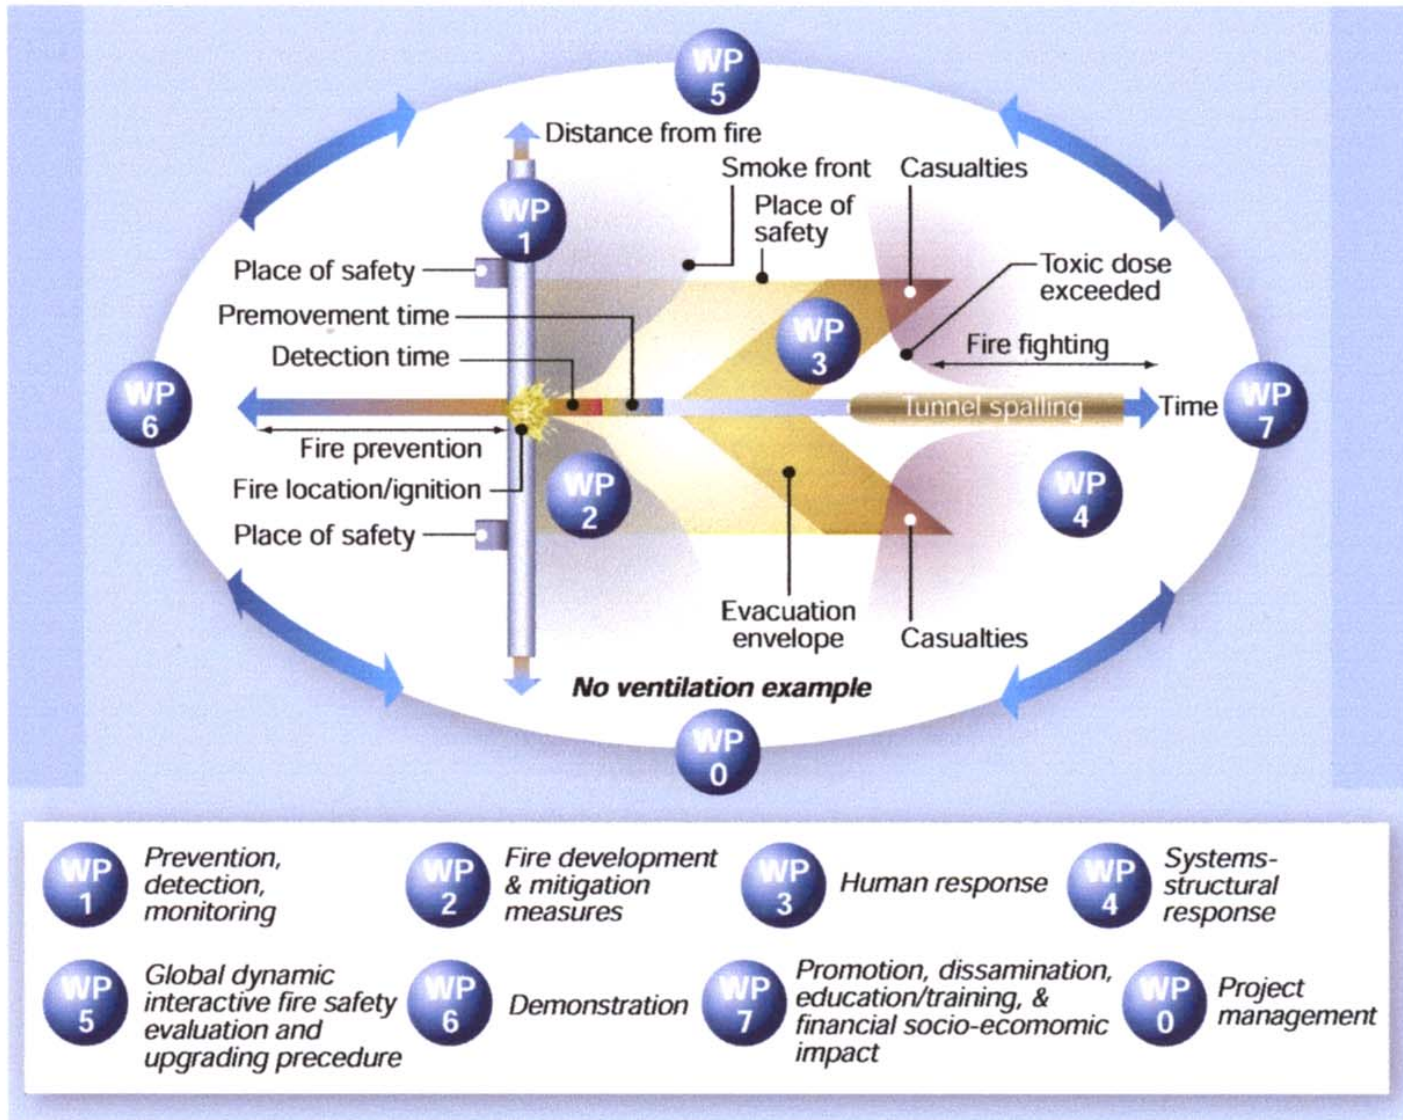 WP
5
Distance from fire
Smoke front
Casualties
WP
1
Place of
safety
Place of safety
Toxic dose
exceeded
Premovement time
WP
3
Fire fighting
Detection time
WP
6
Tunnel spalling
Time
WP
7
Fire prevention
Fire location/ignition
WP
2
WP
4
Place of safety
Evacuation
envelope
Casualties
No ventilation example
WP
0
WP
1
Prevention,
detection,
monitoring
WP
2
Fire development
& mitigation
measures
WP
3
Human response
WP
4
Systems-
structural
response
WP
5
Global dynamic
interactive fire safety
evaluation and
upgrading precedure
WP
6
Demonstration
WP
7
Promotion, dissamination,
education/training, &
financial socio-ecomomic
impact
WP
0
Project
management